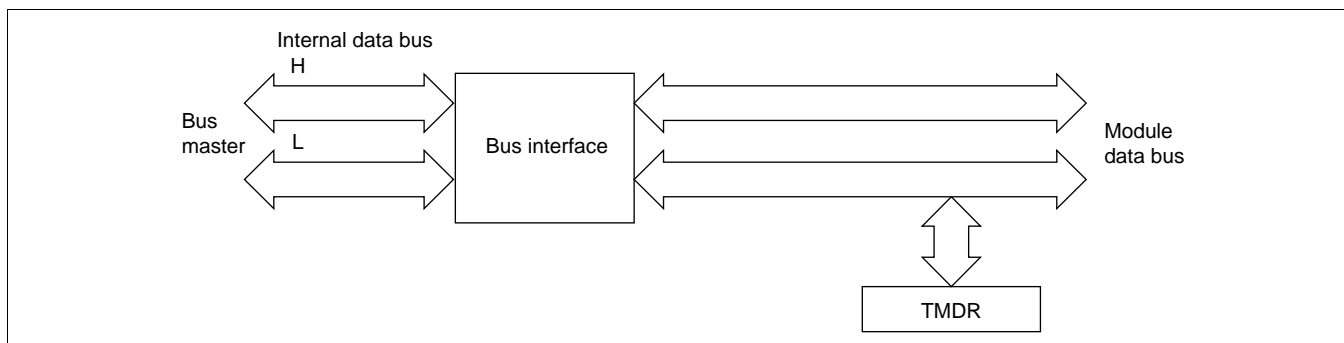 Internal data bus
H
Bus
master
L
Bus interface
Module
data bus
TMDR